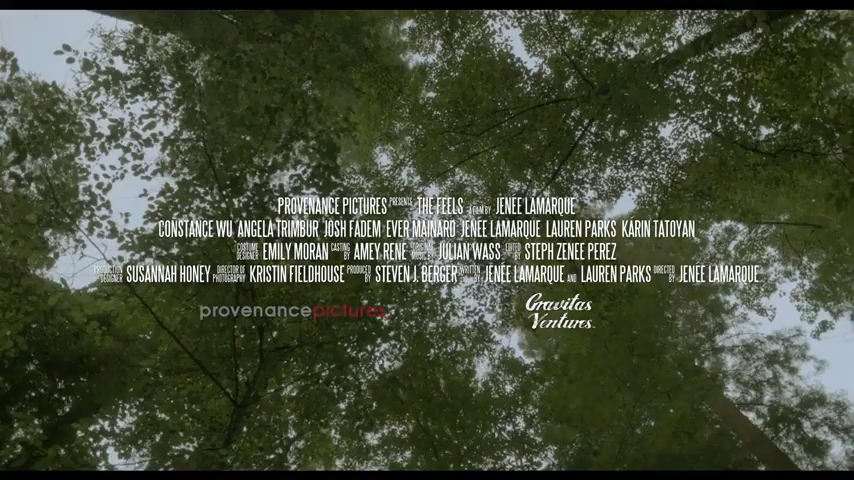 PROVENANCE PICTURES PRESENTS THE FEELS A FILM BY JENÉE LAMARQUE
CONSTANCE WU ANGELA TRIMBUR JOSH FADEM EVER MAINARD JENÉE LAMARQUE LAUREN PARKS KÁRIN TATOYAN
COSTUME DESIGNER EMILY MORAN CASTING BY AMEY RENÉ ORIGINAL MUSIC BY JULIAN WASS EDITED BY STEPH ZENEE PEREZ
PRODUCTION DESIGNER SUSANNAH HONEY DIRECTOR OF PHOTOGRAPHY KRISTIN FIELDHOUSE PRODUCED BY STEVEN J. BERGER WRITTEN BY JENÉE LAMARQUE AND LAUREN PARKS DIRECTED BY JENÉE LAMARQUE
provenancepictures
Gravitas
Ventures